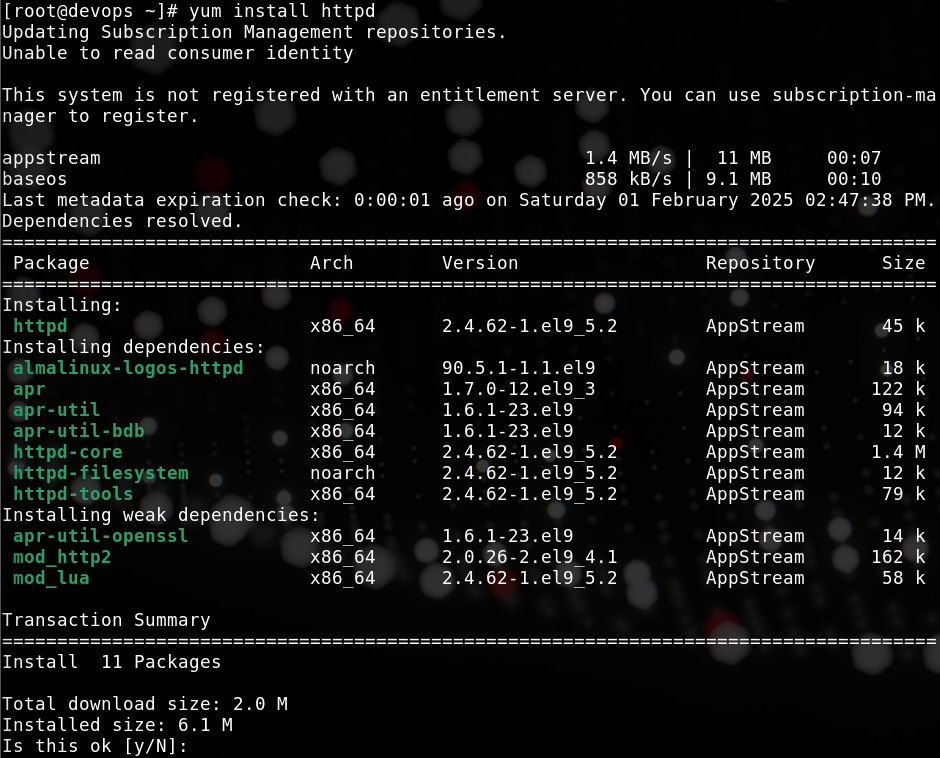 [root@devops ~]# yum install httpd
Updating Subscription Management repositories.
Unable to read consumer identity

This system is not registered with an entitlement server. You can use subscription-ma
nager to register.

appstream                                            1.4 MB/s |  11 MB     00:07
baseos                                               858 kB/s | 9.1 MB     00:10
Last metadata expiration check: 0:00:01 ago on Saturday 01 February 2025 02:47:38 PM.
Dependencies resolved.
=====================================================================================
 Package                    Arch        Version                 Repository      Size
=====================================================================================
Installing:
 httpd                      x86_64      2.4.62-1.el9_5.2        AppStream       45 k
Installing dependencies:
 almalinux-logos-httpd      noarch      90.5.1-1.1.el9          AppStream       18 k
 apr                        x86_64      1.7.0-12.el9_3          AppStream      122 k
 apr-util                   x86_64      1.6.1-23.el9            AppStream       94 k
 apr-util-bdb               x86_64      1.6.1-23.el9            AppStream       12 k
 httpd-core                 x86_64      2.4.62-1.el9_5.2        AppStream      1.4 M
 httpd-filesystem           noarch      2.4.62-1.el9_5.2        AppStream       12 k
 httpd-tools                x86_64      2.4.62-1.el9_5.2        AppStream       79 k
Installing weak dependencies:
 apr-util-openssl           x86_64      1.6.1-23.el9            AppStream       14 k
 mod_http2                  x86_64      2.0.26-2.el9_4.1        AppStream      162 k
 mod_lua                    x86_64      2.4.62-1.el9_5.2        AppStream       58 k

Transaction Summary
=====================================================================================
Install  11 Packages

Total download size: 2.0 M
Installed size: 6.1 M
Is this ok [y/N]: